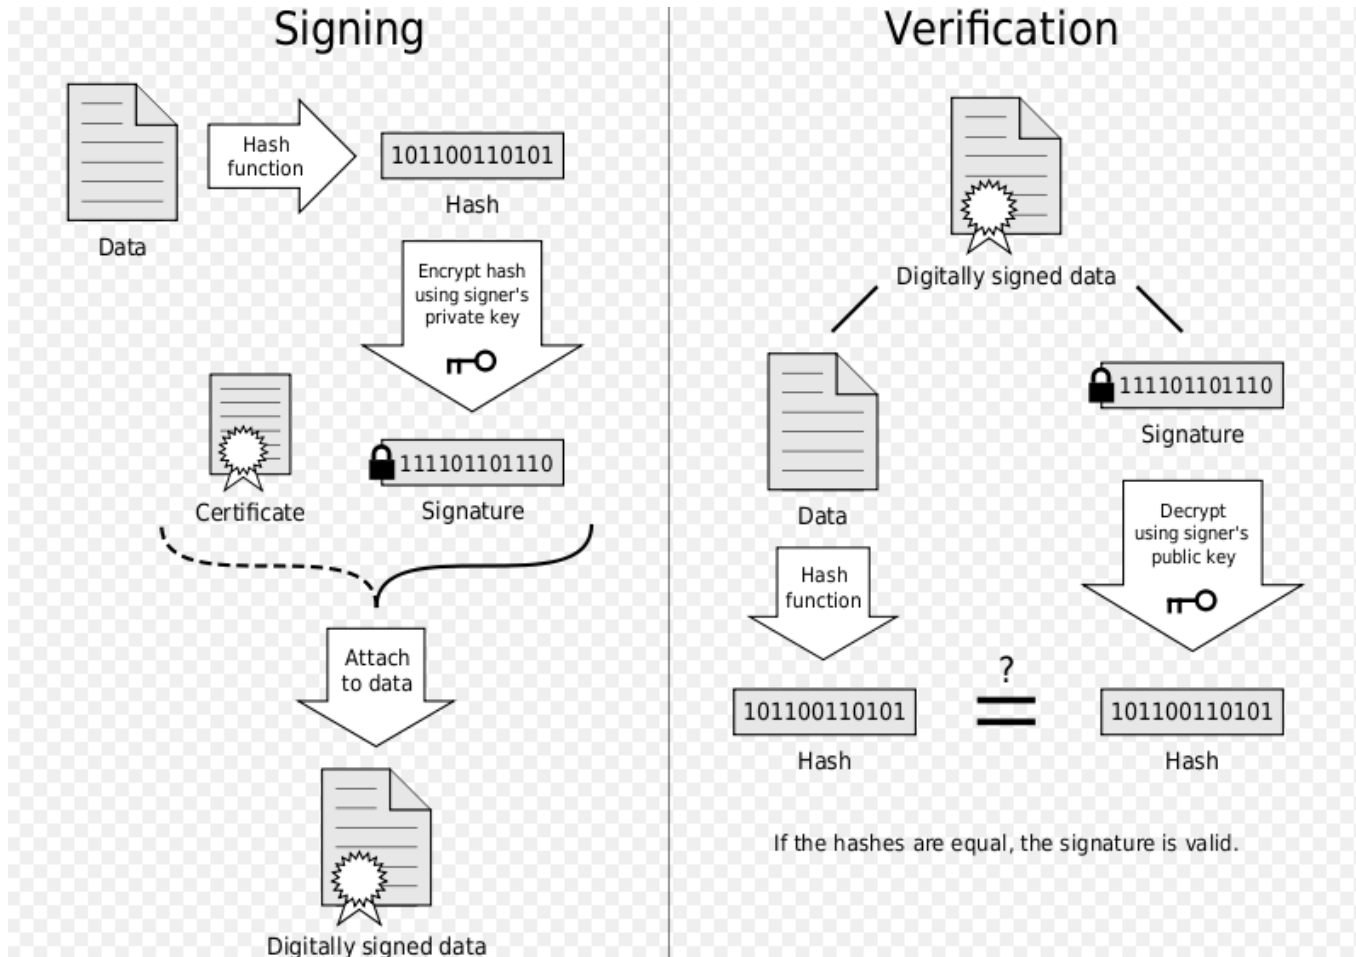 Signing
Hash
function
101100110101
Hash
Data
Encrypt hash
using signer's
private key
111101101110
Certificate
Signature
Attach
to data
Digitally signed data
Verification
Digitally signed data
111101101110
Signature
Data
Decrypt
using signer's
public key
Hash
function
?
=
101100110101
101100110101
Hash
Hash
If the hashes are equal, the signature is valid.